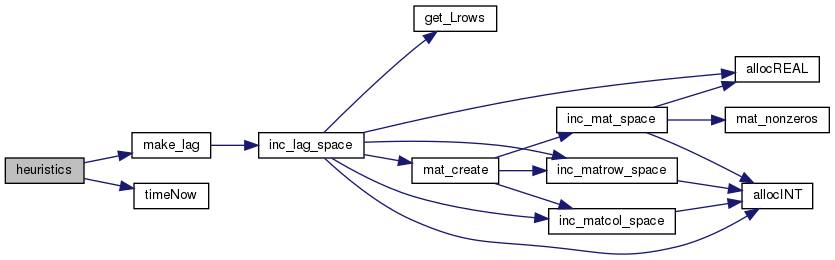 get_Lrows
allocREAL
inc_mat_space
mat_nonzeros
make_lag
inc_lag_space
heuristics
mat_create
inc_matrow_space
timeNow
allocINT
inc_matcol_space